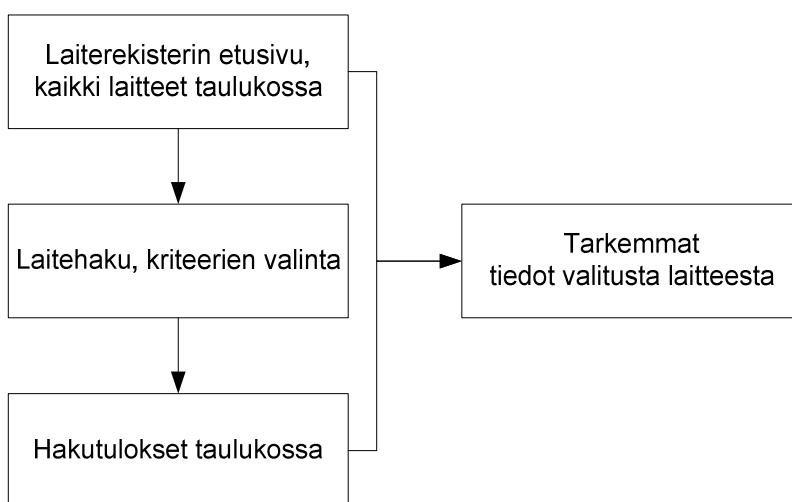 Laiterekisterin etusivu,
kaikki laitteet taulukossa
Laitehaku, kriteerien valinta
Tarkemmat
tiedot valitusta laitteesta
Hakutulokset taulukossa